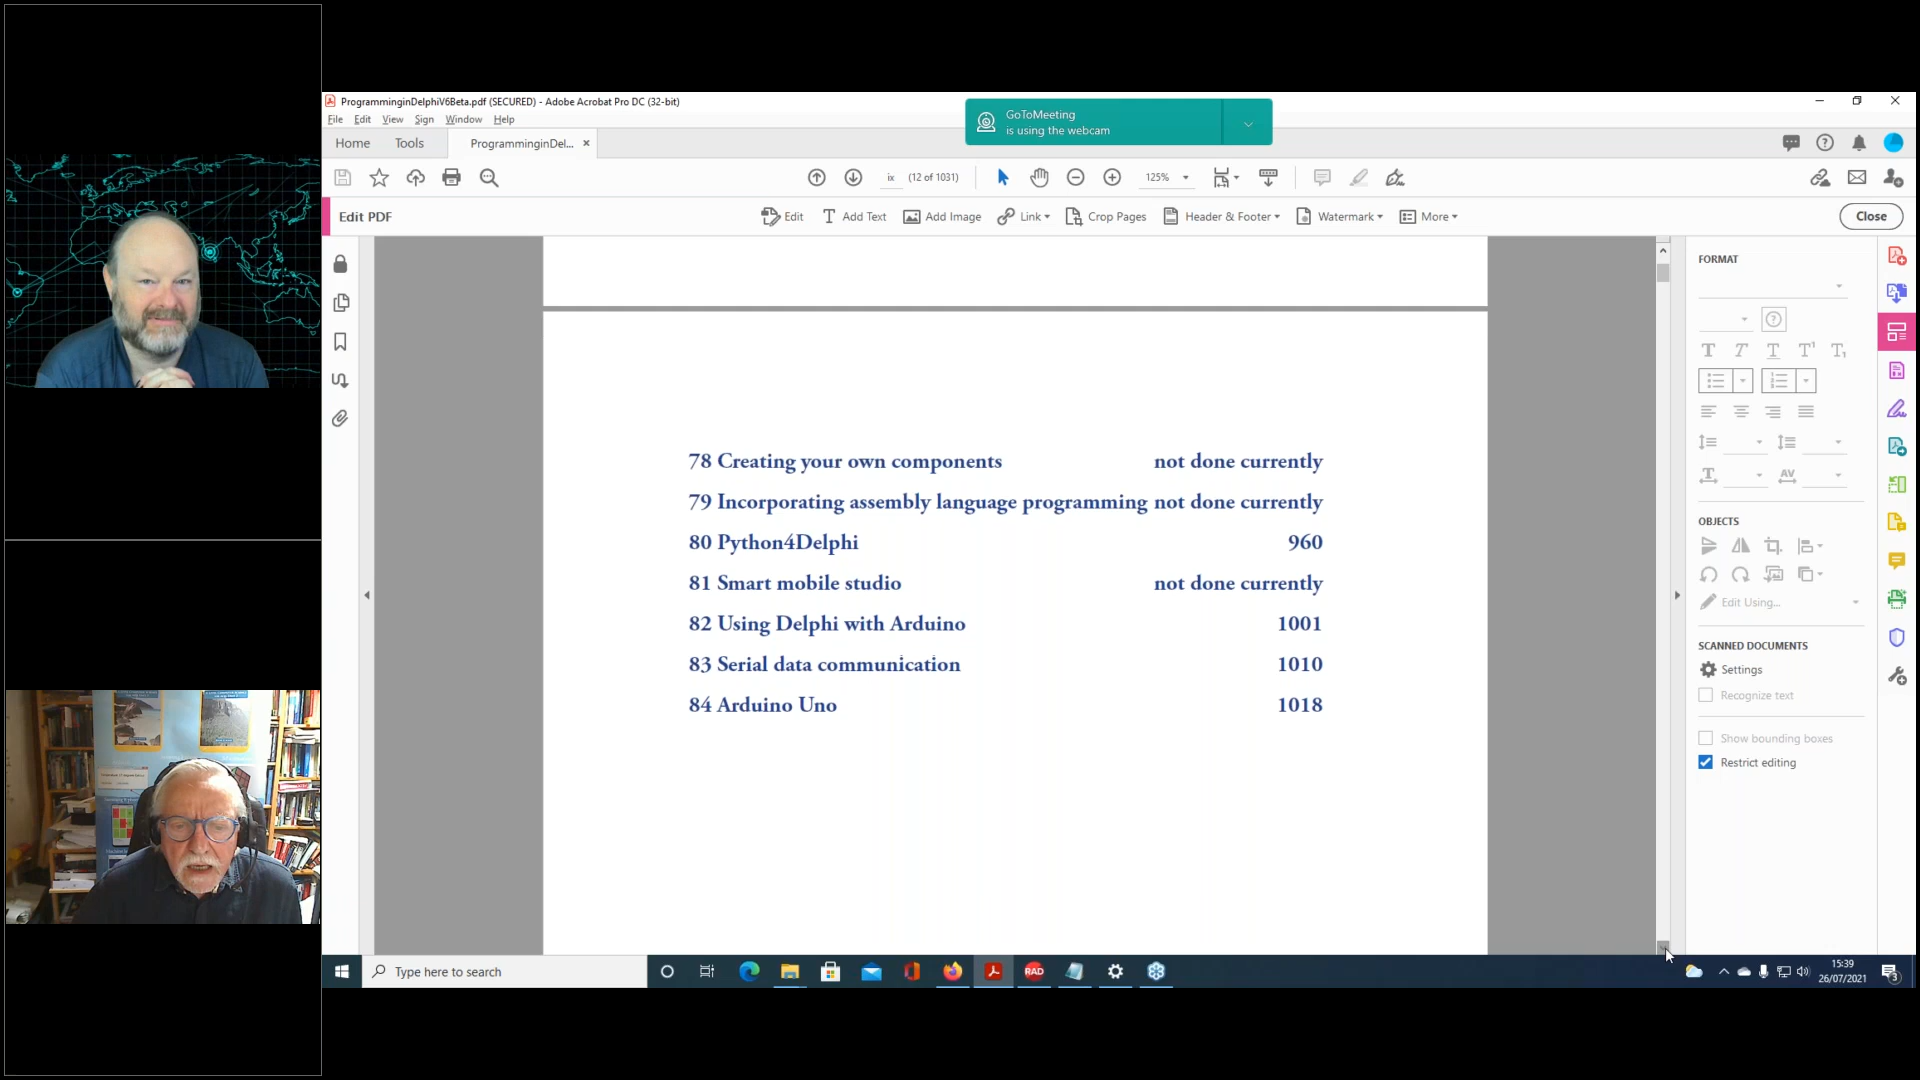 ProgramminginDelphiV6Beta.pdf (SECURED) - Adobe Acrobat Pro DC (32-bit)
File Edit View Sign Window Help
GoToMeeting
is using the webcam
Home Tools ProgramminginDel...
ix (12 of 1031) 125%
Edit PDF Edit Add Text Add Image Link Crop Pages Header & Footer Watermark More Close
78 Creating your own components not done currently
79 Incorporating assembly language programming not done currently
80 Python4Delphi 960
81 Smart mobile studio not done currently
82 Using Delphi with Arduino 1001
83 Serial data communication 1010
84 Arduino Uno 1018
FORMAT
OBJECTS
Edit Using...
SCANNED DOCUMENTS
Settings
Recognize text
Show bounding boxes
Restrict editing
Type here to search
RAD
15:39
26/07/2021
3